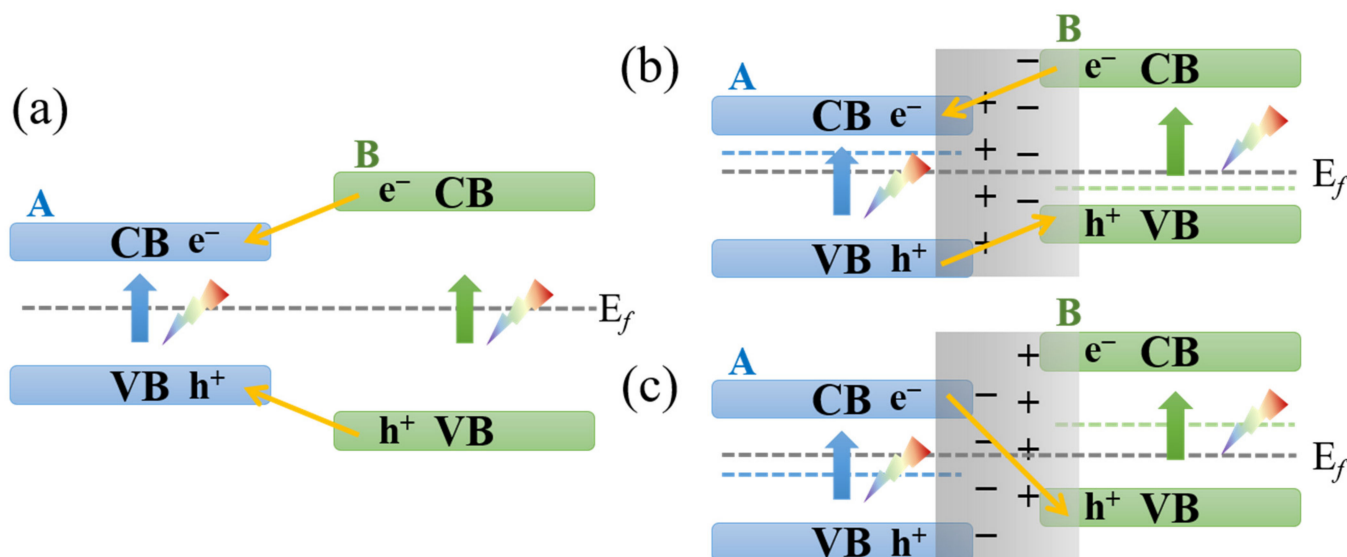 (a)
A
B
e⁻ CB
CB e⁻
E𝑓
VB h⁺
h⁺ VB
(b)
A
B
e⁻ CB
CB e⁻
+ + + + +
− − − − −
E𝑓
h⁺ VB
VB h⁺
(c)
A
B
e⁻ CB
CB e⁻
+ + + +
− − − − −
E𝑓
h⁺ VB
VB h⁺